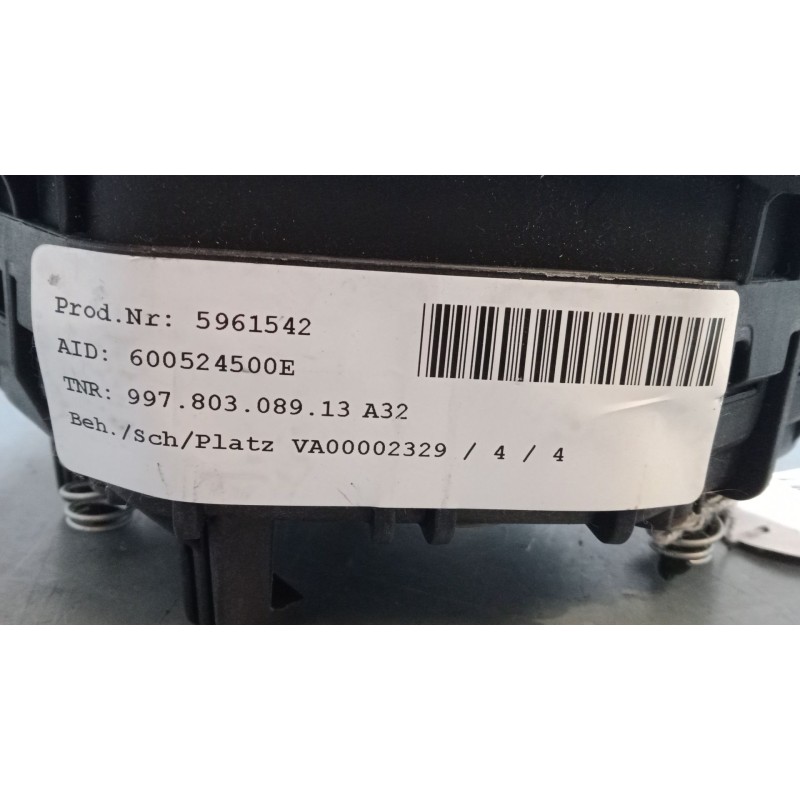 Prod.Nr: 5961542
AID: 600524500E
TNR: 997.803.089.13 A32
Beh./Sch/Platz VA00002329 / 4 / 4